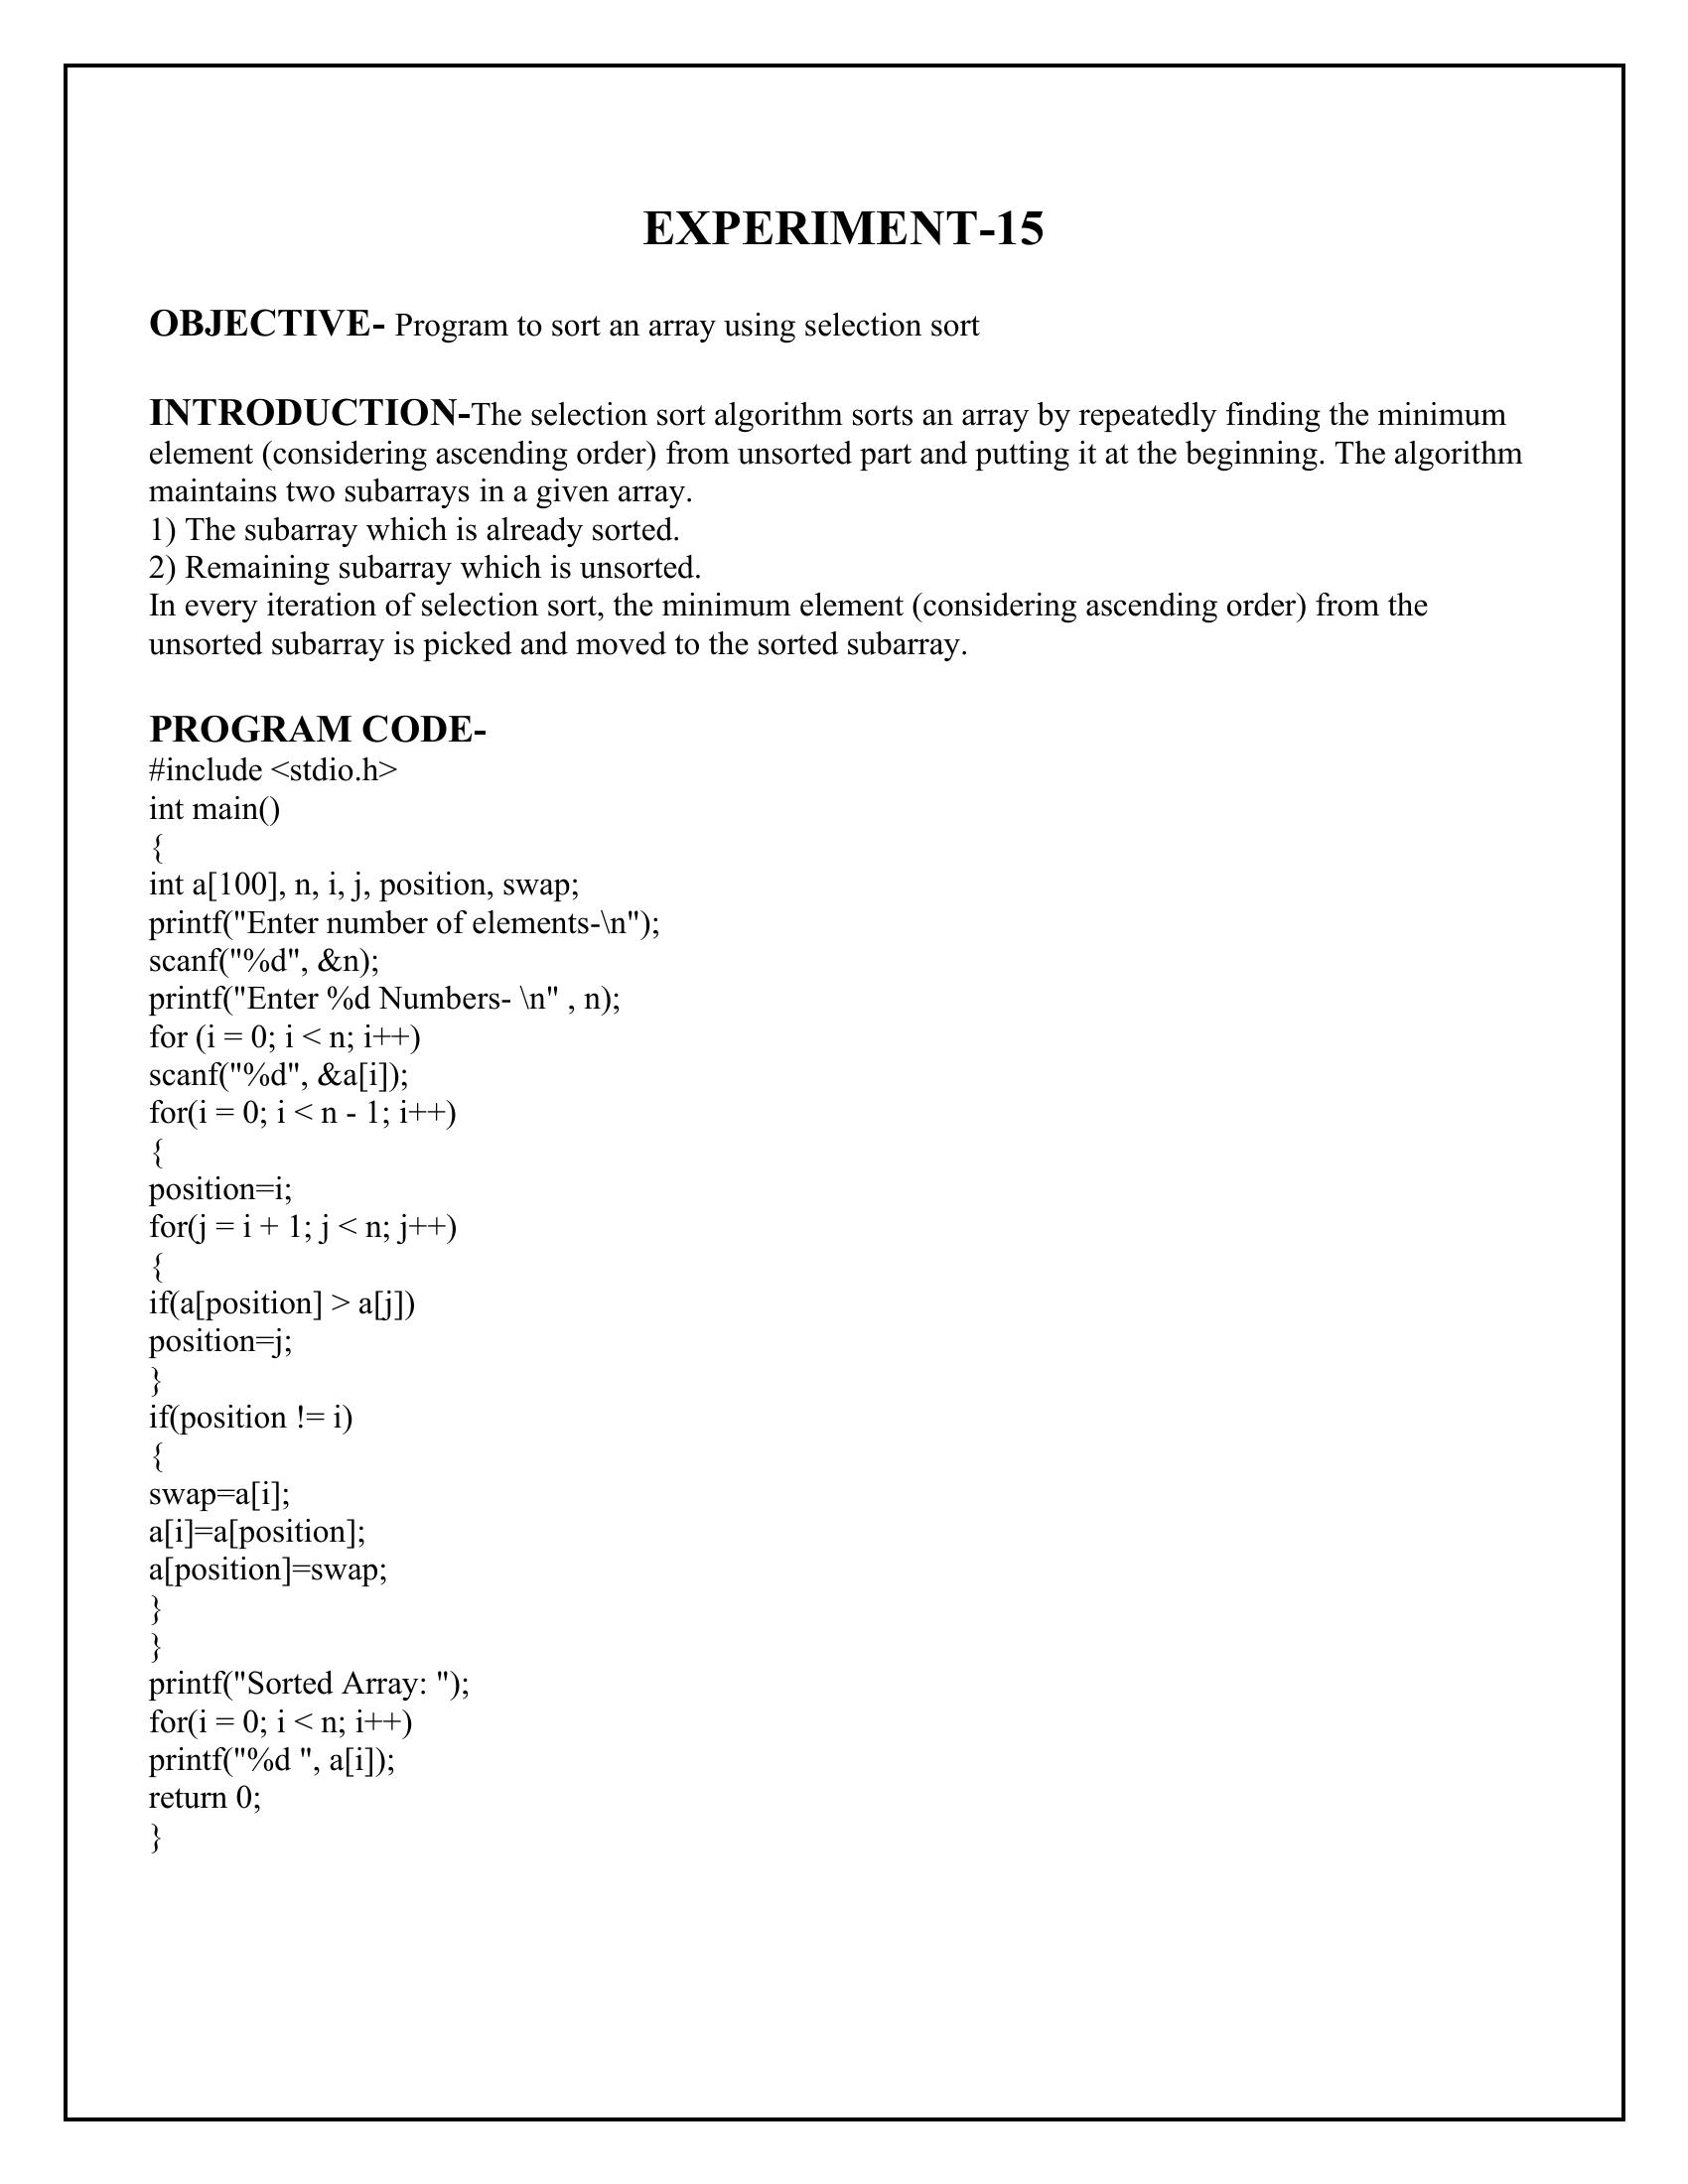 EXPERIMENT-15
OBJECTIVE- Program to sort an array using selection sort
INTRODUCTION-The selection sort algorithm sorts an array by repeatedly finding the minimum
element (considering ascending order) from unsorted part and putting it at the beginning. The algorithm
maintains two subarrays in a given array.
1) The subarray which is already sorted.
2) Remaining subarray which is unsorted.
In every iteration of selection sort, the minimum element (considering ascending order) from the
unsorted subarray is picked and moved to the sorted subarray.
PROGRAM CODE-
#include <stdio.h>
int main()
{
int a[100], n, i, j, position, swap;
printf("Enter number of elements-\n");
scanf("%d", &n);
printf("Enter %d Numbers- \n" , n);
for (i = 0; i < n; i++)
scanf("%d", &a[i]);
for(i = 0; i < n - 1; i++)
{
position=i;
for(j = i + 1; j < n; j++)
{
if(a[position] > a[j])
position=j;
}
if(position != i)
{
swap=a[i];
a[i]=a[position];
a[position]=swap;
}
}
printf("Sorted Array: ");
for(i = 0; i < n; i++)
printf("%d ", a[i]);
return 0;
}